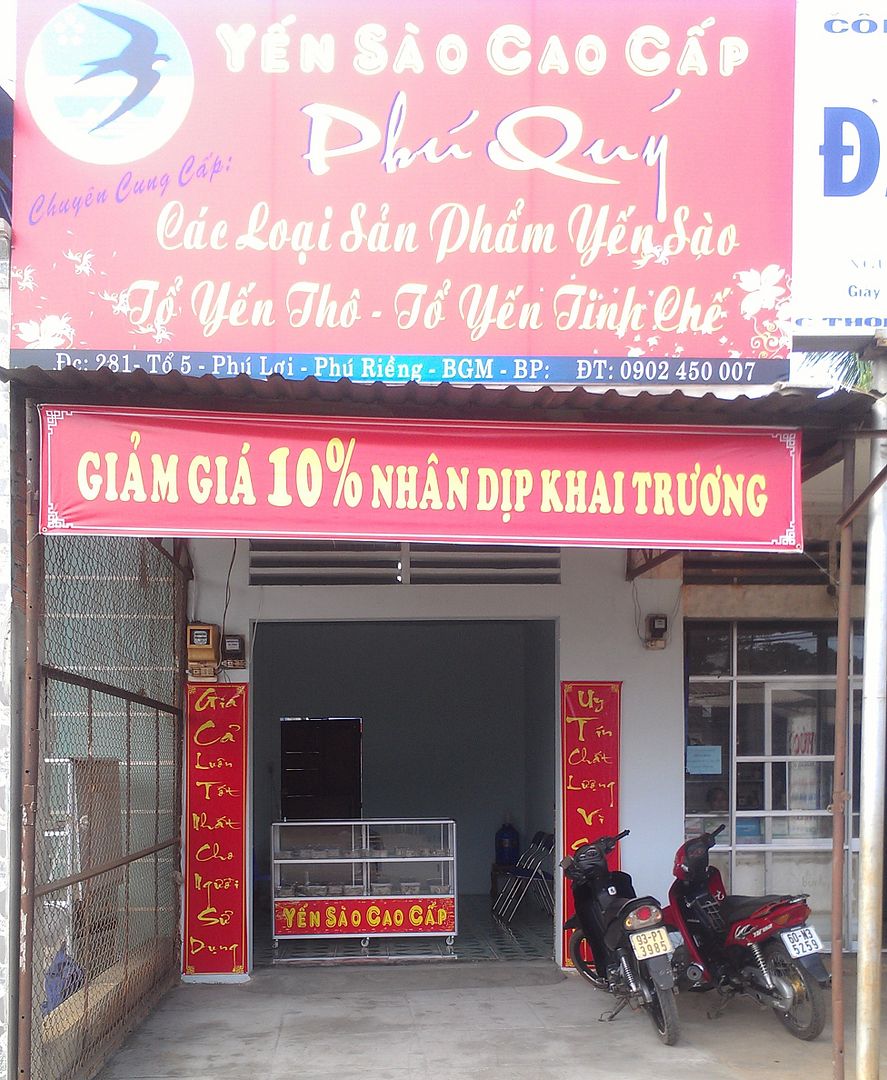 Yến Sào Cao Cấp
Phú Quý
Chuyên Cung Cấp:
Các Loại Sản Phẩm Yến Sào
Tổ Yến Thô - Tổ Yến Tinh Chế
Đc: 281- Tổ 5 - Phú Lợi - Phú Riềng - BGM - BP: ĐT: 0902 450 007
GIẢM GIÁ 10% NHÂN DỊP KHAI TRƯƠNG
Giá
Cả
Luôn
Tốt
Nhất
Cho
Người
Sử
Dụng
Uy
Tín
Chất
Lượng
Vì
Yến Sào Cao Cấp
93-P1
3985
60-M3
5259
Giấy